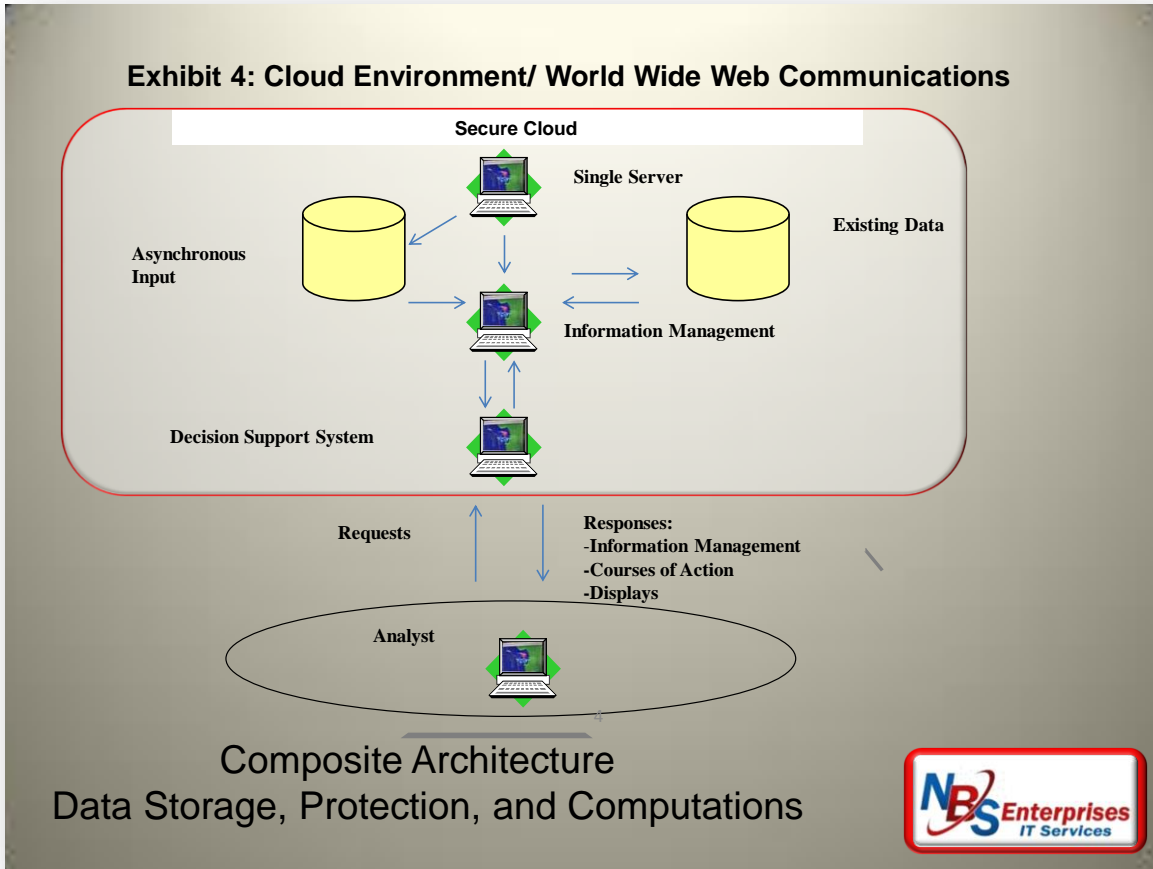 Exhibit 4: Cloud Environment/ World Wide Web Communications
Secure Cloud
Single Server
Existing Data
Asynchronous
Input
Information Management
Decision Support System
Requests
Responses:
-Information Management
-Courses of Action
-Displays
Analyst
4
Composite Architecture
Data Storage, Protection, and Computations
NBS Enterprises
IT Services